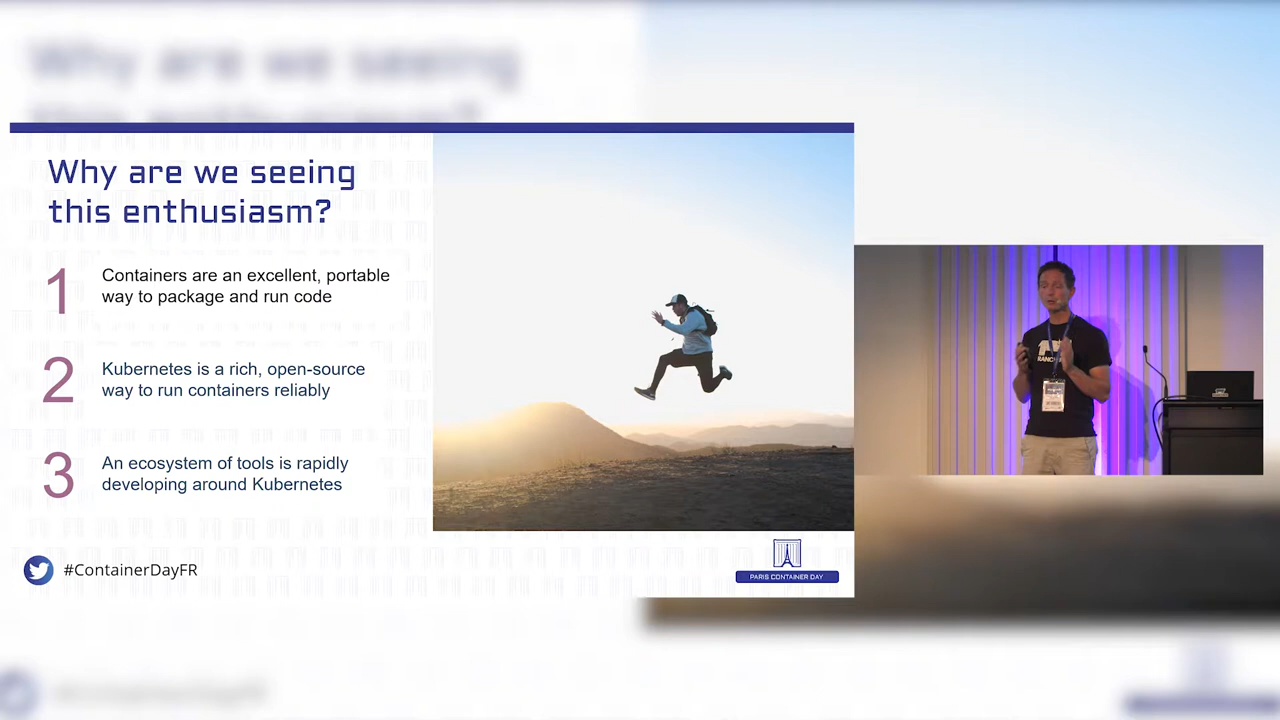 Why are we seeing
this enthusiasm?
1
Containers are an excellent, portable
way to package and run code
2
Kubernetes is a rich, open-source
way to run containers reliably
3
An ecosystem of tools is rapidly
developing around Kubernetes
#ContainerDayFR
PARIS CONTAINER DAY